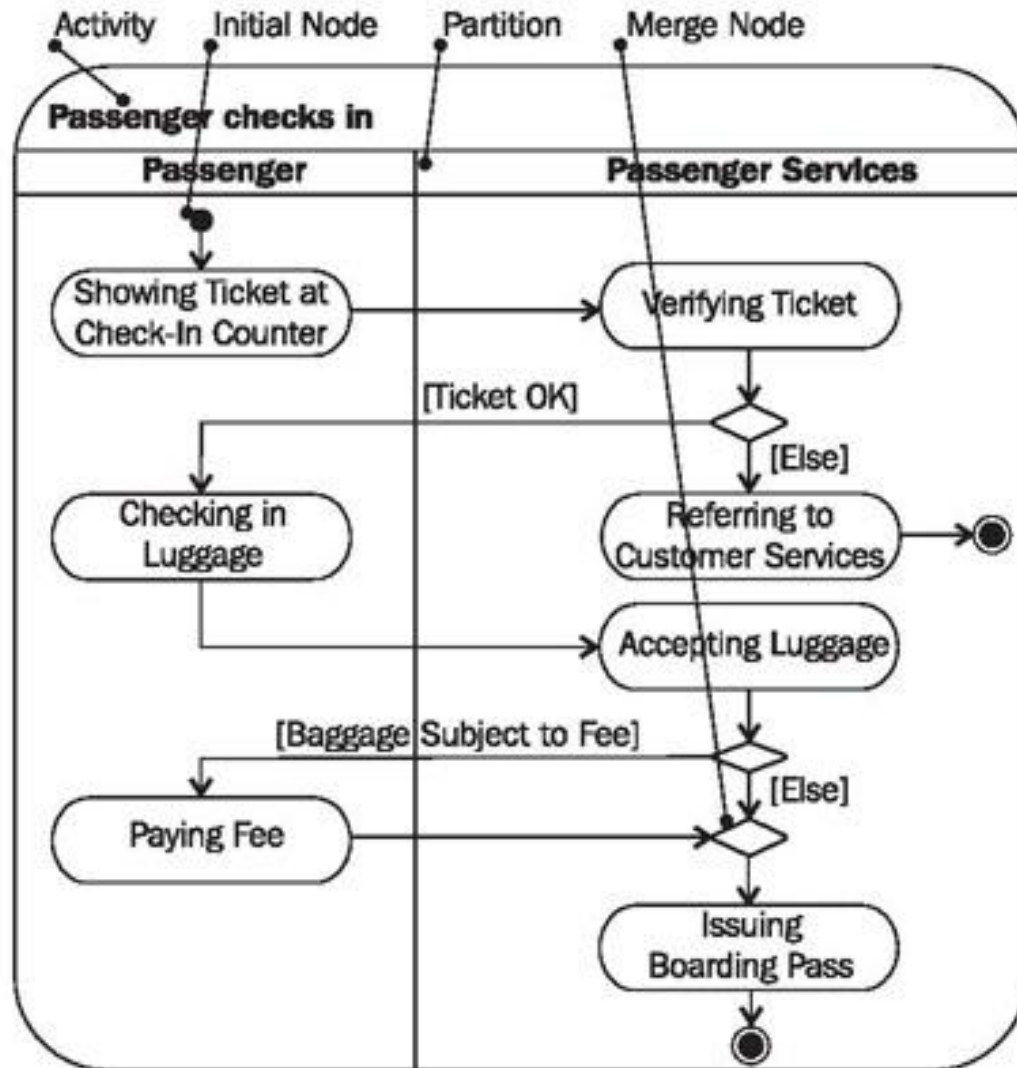 Activity Initial Node Partition Merge Node
Passenger checks in
Passenger Passenger Services
Showing Ticket at
Check-In Counter
Verifying Ticket
[Ticket OK]
[Else]
Checking in
Luggage
Referring to
Customer Services
Accepting Luggage
[Baggage Subject to Fee]
[Else]
Paying Fee
Issuing
Boarding Pass